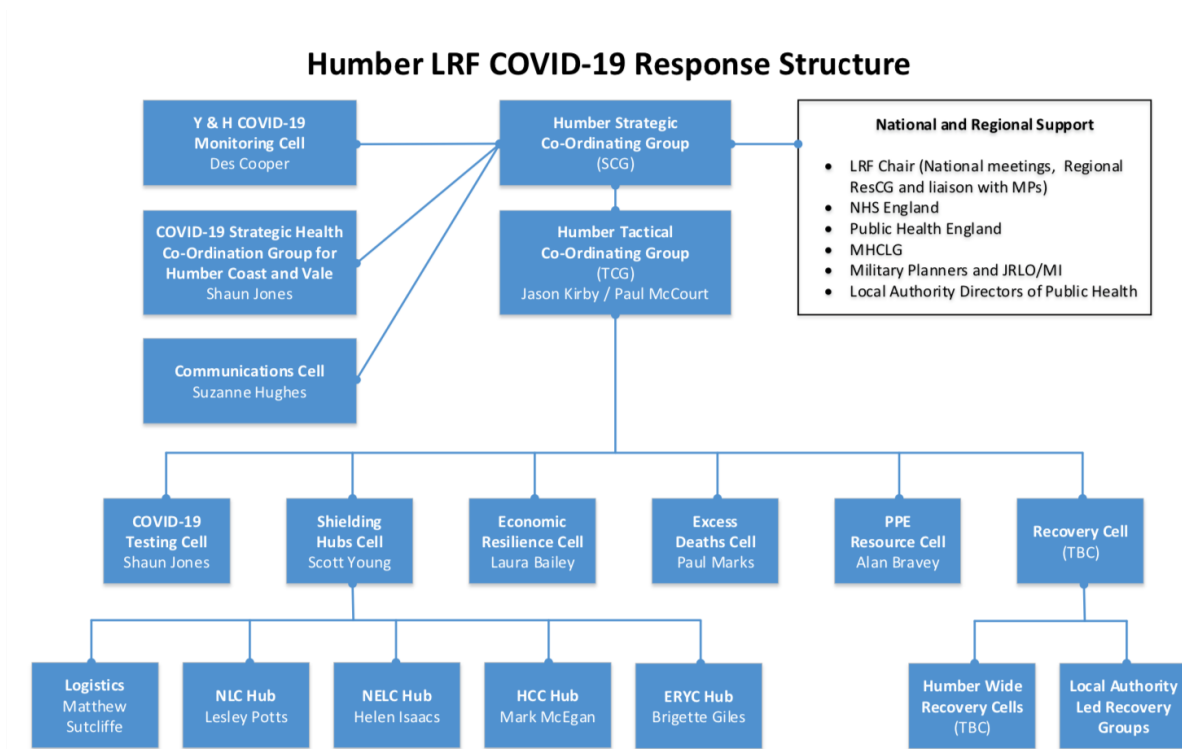 Humber LRF COVID-19 Response Structure
Y & H COVID-19
Monitoring Cell
Des Cooper
Humber Strategic
Co-Ordinating Group
(SCG)
National and Regional Support
• LRF Chair (National meetings, Regional
ResCG and liaison with MPs)
• NHS England
• Public Health England
• MHCLG
• Military Planners and JRLO/MI
• Local Authority Directors of Public Health
COVID-19 Strategic Health
Co-Ordination Group for
Humber Coast and Vale
Shaun Jones
Humber Tactical
Co-Ordinating Group
(TCG)
Jason Kirby / Paul McCourt
Communications Cell
Suzanne Hughes
COVID-19
Testing Cell
Shaun Jones
Shielding
Hubs Cell
Scott Young
Economic
Resilience Cell
Laura Bailey
Excess
Deaths Cell
Paul Marks
PPE
Resource Cell
Alan Bravey
Recovery Cell
(TBC)
Logistics
Matthew
Sutcliffe
NLC Hub
Lesley Potts
NELC Hub
Helen Isaacs
HCC Hub
Mark McEgan
ERYC Hub
Brigette Giles
Humber Wide
Recovery Cells
(TBC)
Local Authority
Led Recovery
Groups